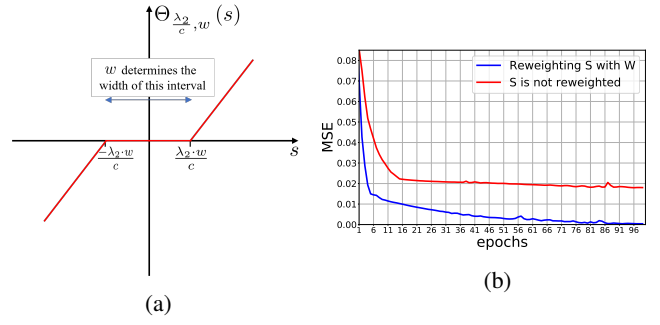 Θ_{λ₂/c, w}(s)
w determines the
width of this interval
−λ₂·w/c
λ₂·w/c
s
(a)
Reweighting S with W
S is not reweighted
MSE
0.08
0.07
0.06
0.05
0.04
0.03
0.02
0.01
0.00
1 6 11 16 21 26 31 36 41 46 51 56 61 66 71 76 81 86 91 96
epochs
(b)